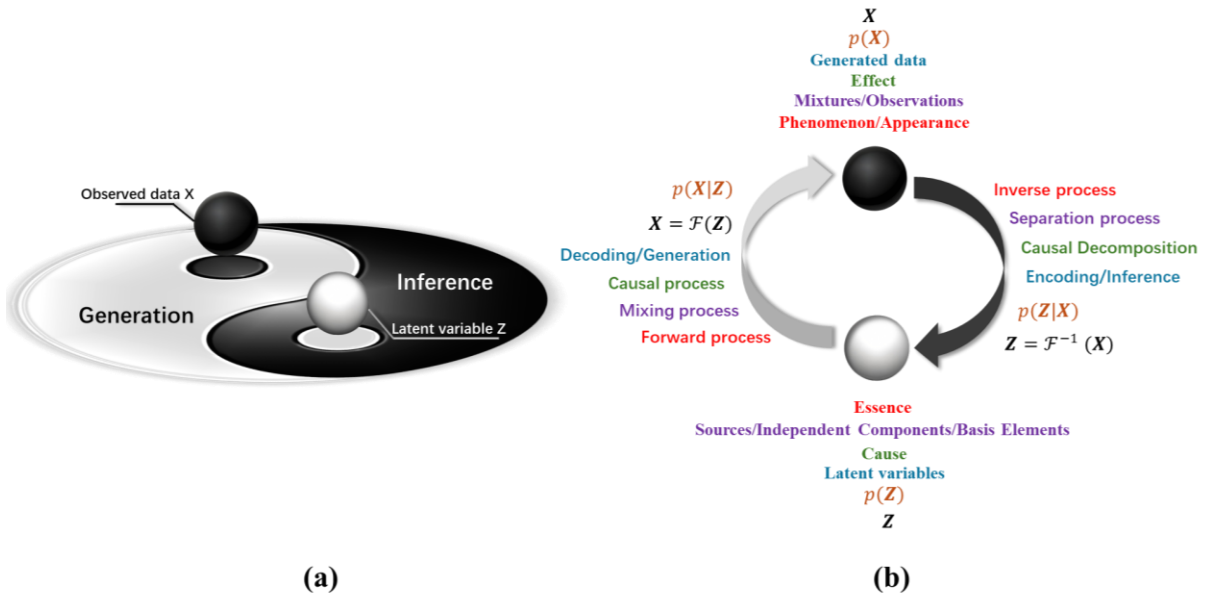 Observed data X
Generation
Inference
Latent variable Z
(a)
X
p(X)
Generated data
Effect
Mixtures/Observations
Phenomenon/Appearance
p(X|Z)
X = ℱ(Z)
Decoding/Generation
Causal process
Mixing process
Forward process
Inverse process
Separation process
Causal Decomposition
Encoding/Inference
p(Z|X)
Z = ℱ⁻¹ (X)
Essence
Sources/Independent Components/Basis Elements
Cause
Latent variables
p(Z)
Z
(b)